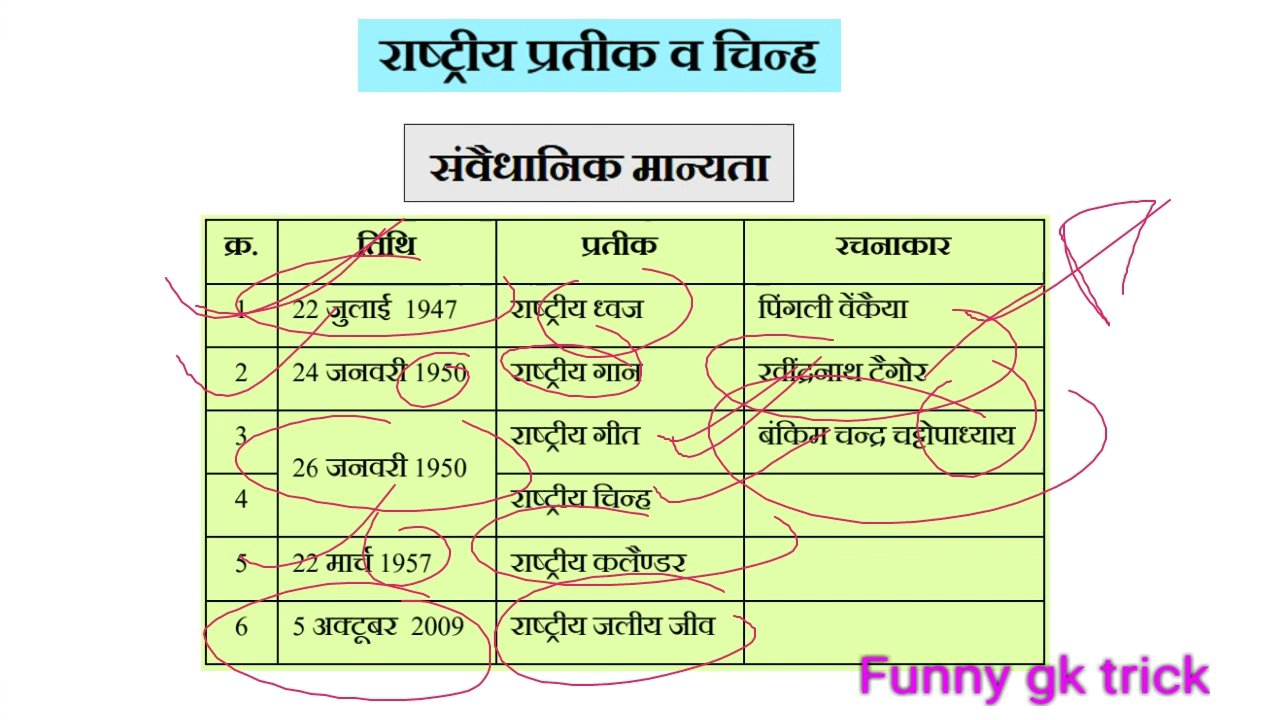 राष्ट्रीय प्रतीक व चिन्ह
संवैधानिक मान्यता
क्र. तिथि प्रतीक रचनाकार
1 22 जुलाई 1947 राष्ट्रीय ध्वज पिंगली वेंकैया
2 24 जनवरी 1950 राष्ट्रीय गान रवींद्रनाथ टैगोर
3 26 जनवरी 1950 राष्ट्रीय गीत बंकिम चन्द्र चट्टोपाध्याय
4 राष्ट्रीय चिन्ह
5 22 मार्च 1957 राष्ट्रीय कलैण्डर
6 5 अक्टूबर 2009 राष्ट्रीय जलीय जीव
Funny gk trick